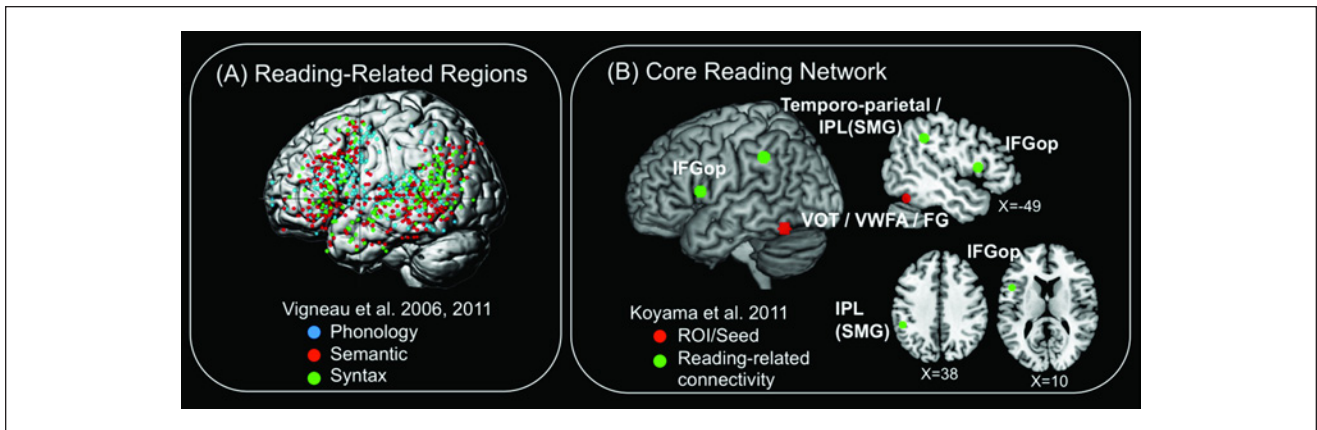 (A) Reading-Related Regions
Vigneau et al. 2006, 2011
Phonology
Semantic
Syntax
(B) Core Reading Network
Temporo-parietal /
IPL(SMG)
IFGop
IFGop
X=-49
VOT / VWFA / FG
IFGop
IPL
(SMG)
X=38
X=10
Koyama et al. 2011
ROI/Seed
Reading-related
connectivity